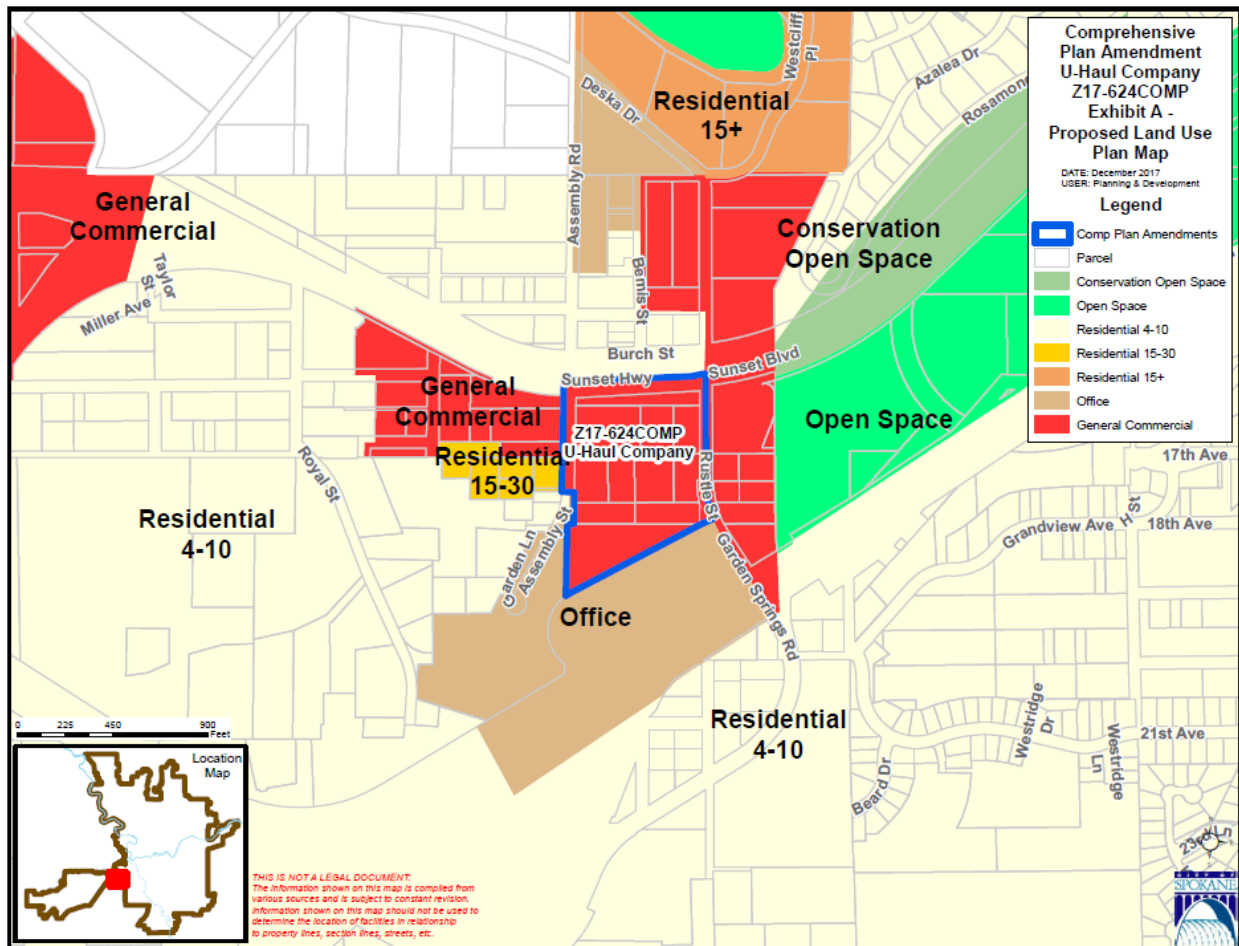 Comprehensive
Plan Amendment
U-Haul Company
Z17-624COMP
Exhibit A -
Proposed Land Use
Plan Map
DATE: December 2017
USER: Planning & Development
Legend
Comp Plan Amendments
Parcel
Conservation Open Space
Open Space
Residential 4-10
Residential 15-30
Residential 15+
Office
General Commercial
Westcliff
Pl
Azalea Dr
Deska Dr
Residential
15+
Rosamond
Assembly Rd
General
Commercial
Conservation
Open Space
Taylor
St
Bemis St
Miller Ave
Burch St
Sunset Blvd
Sunset Hwy
General
Commercial
Open Space
Z17-624COMP
U-Haul Company
Residential
15-30
Rustle St
Royal St
17th Ave
H St
Residential
4-10
18th Ave
Grandview Ave
Assembly St
Garden Ln
Garden Springs Rd
Office
Residential
4-10
Westridge
Dr
Westridge
Ln
21st Ave
Beard Dr
23rd Ln
0 225 450 900
Feet
Location
Map
THIS IS NOT A LEGAL DOCUMENT:
The information shown on this map is compiled from
various sources and is subject to constant revision.
Information shown on this map should not be used to
determine the location of facilities in relationship
to property lines, section lines, streets, etc.
CITY OF
SPOKANE